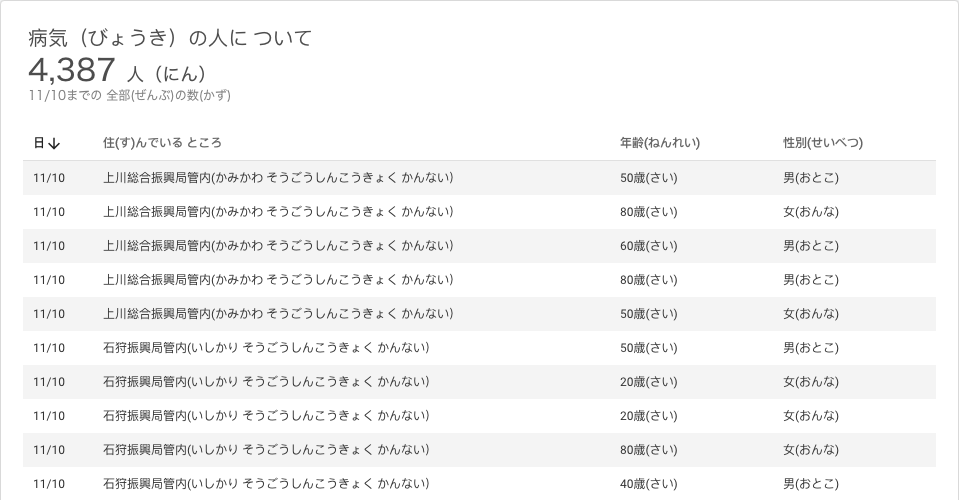 病気（びょうき）の人に ついて
4,387 人（にん）
11/10までの 全部(ぜんぶ)の数(かず)
日↓ 住(す)んでいる ところ 年齢(ねんれい) 性別(せいべつ)
11/10 上川総合振興局管内(かみかわ そうごうしんこうきょく かんない) 50歳(さい) 男(おとこ)
11/10 上川総合振興局管内(かみかわ そうごうしんこうきょく かんない) 80歳(さい) 女(おんな)
11/10 上川総合振興局管内(かみかわ そうごうしんこうきょく かんない) 60歳(さい) 男(おとこ)
11/10 上川総合振興局管内(かみかわ そうごうしんこうきょく かんない) 80歳(さい) 男(おとこ)
11/10 上川総合振興局管内(かみかわ そうごうしんこうきょく かんない) 50歳(さい) 女(おんな)
11/10 石狩振興局管内(いしかり そうごうしんこうきょく かんない) 50歳(さい) 男(おとこ)
11/10 石狩振興局管内(いしかり そうごうしんこうきょく かんない) 20歳(さい) 女(おんな)
11/10 石狩振興局管内(いしかり そうごうしんこうきょく かんない) 20歳(さい) 女(おんな)
11/10 石狩振興局管内(いしかり そうごうしんこうきょく かんない) 80歳(さい) 女(おんな)
11/10 石狩振興局管内(いしかり そうごうしんこうきょく かんない) 40歳(さい) 男(おとこ)